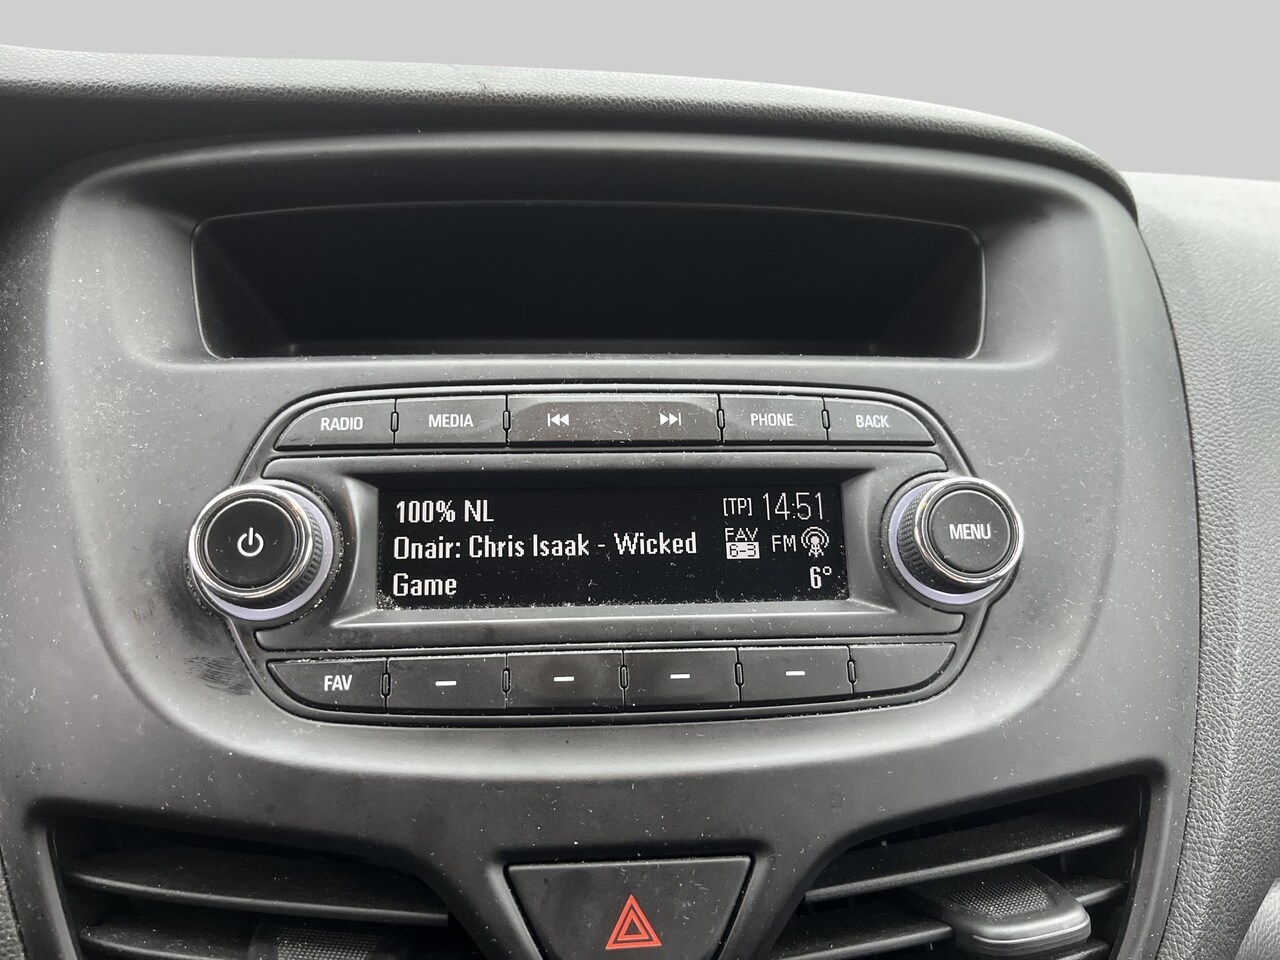 RADIO MEDIA PHONE BACK
100% NL [TP] 14:51
Onair: Chris Isaak - Wicked FAV 6-3 FM
Game 6°
MENU
FAV